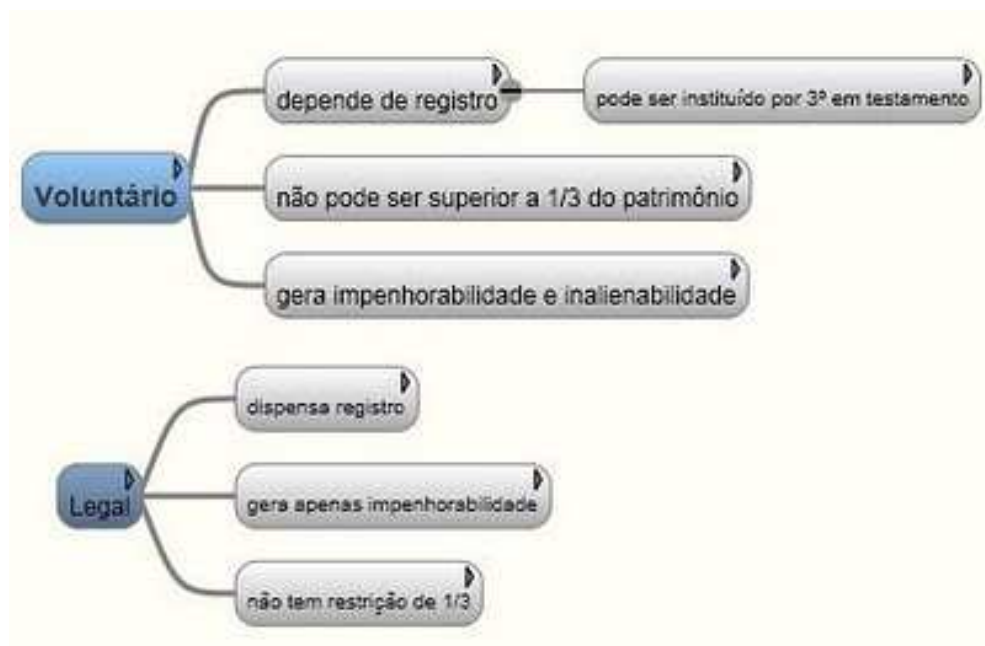 depende de registro
pode ser instituído por 3º em testamento
Voluntário
não pode ser superior a 1/3 do patrimônio
gera impenhorabilidade e inalienabilidade
dispensa registro
Legal
gera apenas impenhorabilidade
não tem restrição de 1/3